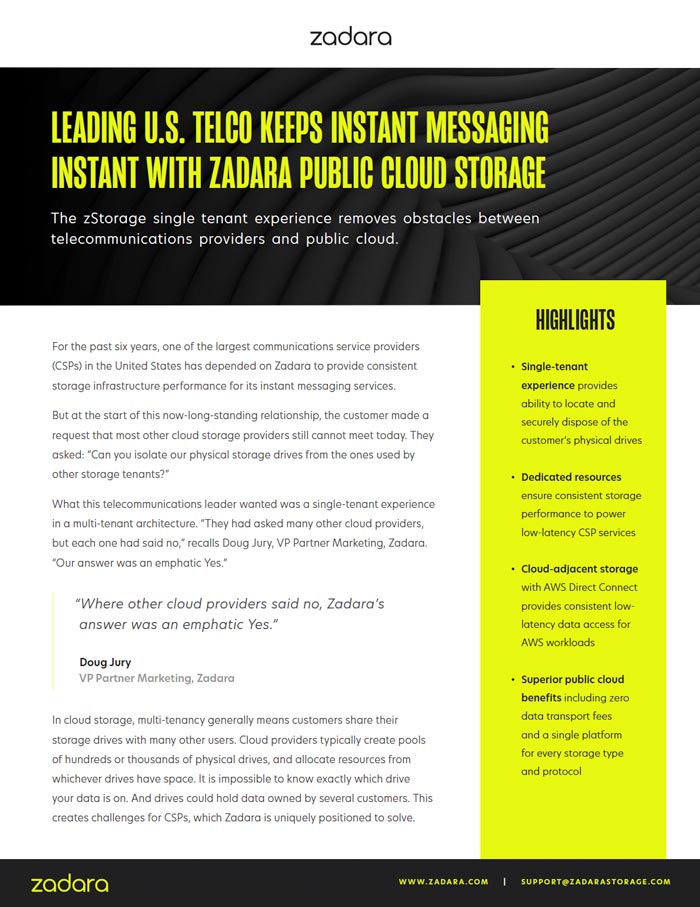 zadara
LEADING U.S. TELCO KEEPS INSTANT MESSAGING
INSTANT WITH ZADARA PUBLIC CLOUD STORAGE
The zStorage single tenant experience removes obstacles between
telecommunications providers and public cloud.
For the past six years, one of the largest communications service providers
(CSPs) in the United States has depended on Zadara to provide consistent
storage infrastructure performance for its instant messaging services.
But at the start of this now-long-standing relationship, the customer made a
request that most other cloud storage providers still cannot meet today. They
asked: “Can you isolate our physical storage drives from the ones used by
other storage tenants?”
What this telecommunications leader wanted was a single-tenant experience
in a multi-tenant architecture. “They had asked many other cloud providers,
but each one had said no,” recalls Doug Jury, VP Partner Marketing, Zadara.
“Our answer was an emphatic Yes.”
“Where other cloud providers said no, Zadara’s
answer was an emphatic Yes.”
Doug Jury
VP Partner Marketing, Zadara
In cloud storage, multi-tenancy generally means customers share their
storage drives with many other users. Cloud providers typically create pools
of hundreds or thousands of physical drives, and allocate resources from
whichever drives have space. It is impossible to know exactly which drive
your data is on. And drives could hold data owned by several customers. This
creates challenges for CSPs, which Zadara is uniquely positioned to solve.
HIGHLIGHTS
• Single-tenant
experience provides
ability to locate and
securely dispose of the
customer’s physical drives
• Dedicated resources
ensure consistent storage
performance to power
low-latency CSP services
• Cloud-adjacent storage
with AWS Direct Connect
provides consistent low-
latency data access for
AWS workloads
• Superior public cloud
benefits including zero
data transport fees
and a single platform
for every storage type
and protocol
zadara
WWW.ZADARA.COM | SUPPORT@ZADARASTORAGE.COM